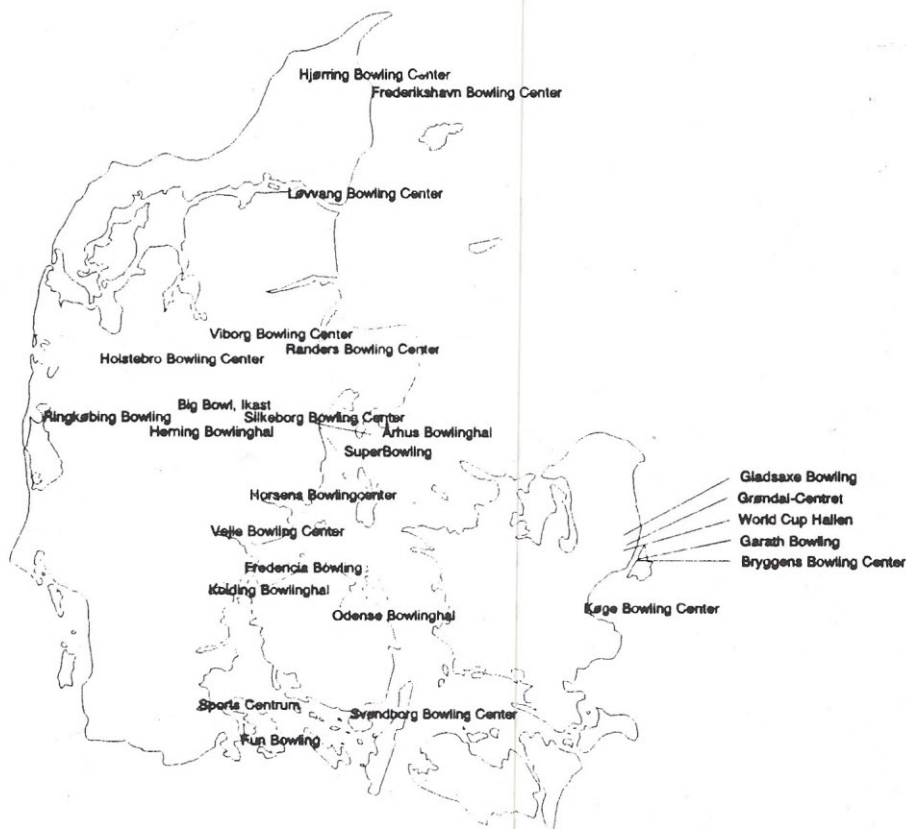 Hjørring Bowling Center
Frederikshavn Bowling Center
Løvvang Bowling Center
Viborg Bowling Center
Randers Bowling Center
Holstebro Bowling Center
Big Bowl, Ikast
Ringkøbing Bowling
Silkeborg Bowling Center
Herning Bowlinghal
Århus Bowlinghal
SuperBowling
Gladsaxe Bowling
Horsens Bowlingcenter
Grøndal-Centret
World Cup Hallen
Vejle Bowling Center
Garath Bowling
Bryggens Bowling Center
Fredericia Bowling
Kolding Bowlinghal
Køge Bowling Center
Odense Bowlinghal
Sports Centrum
Svendborg Bowling Center
Fun Bowling